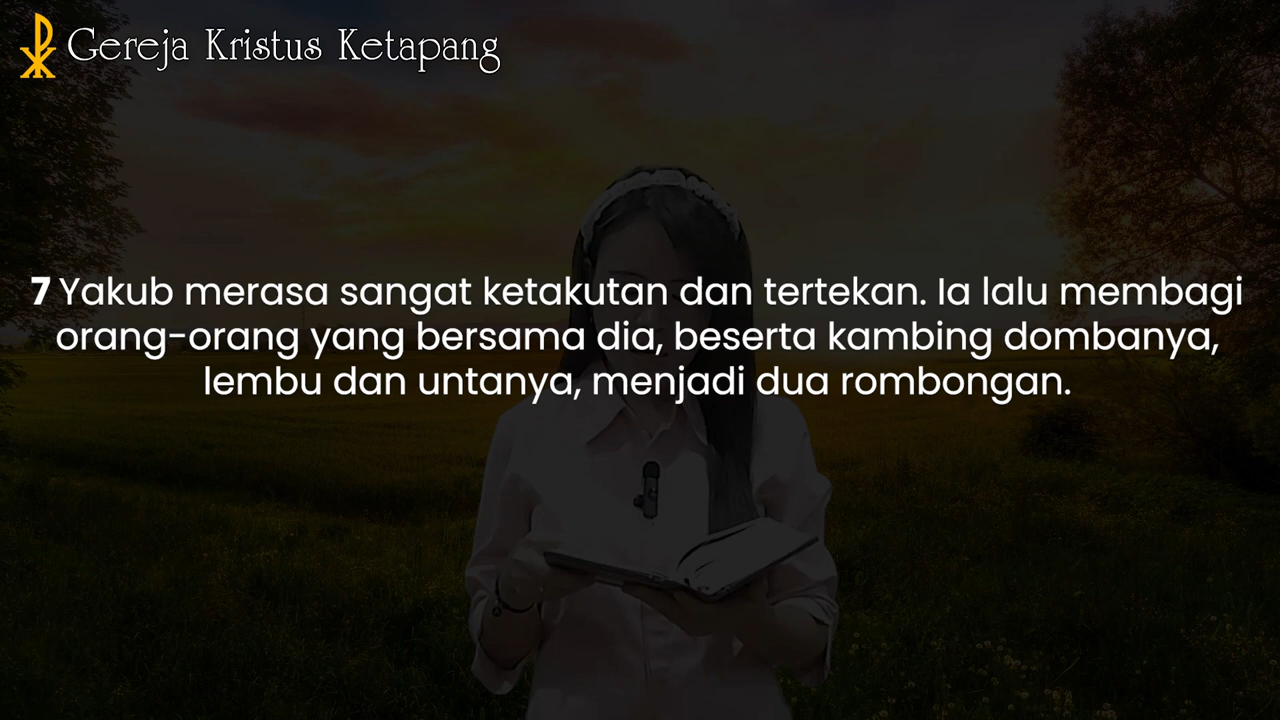 Gereja Kristus Ketapang
7 Yakub merasa sangat ketakutan dan tertekan. Ia lalu membagi
orang-orang yang bersama dia, beserta kambing dombanya,
lembu dan untanya, menjadi dua rombongan.